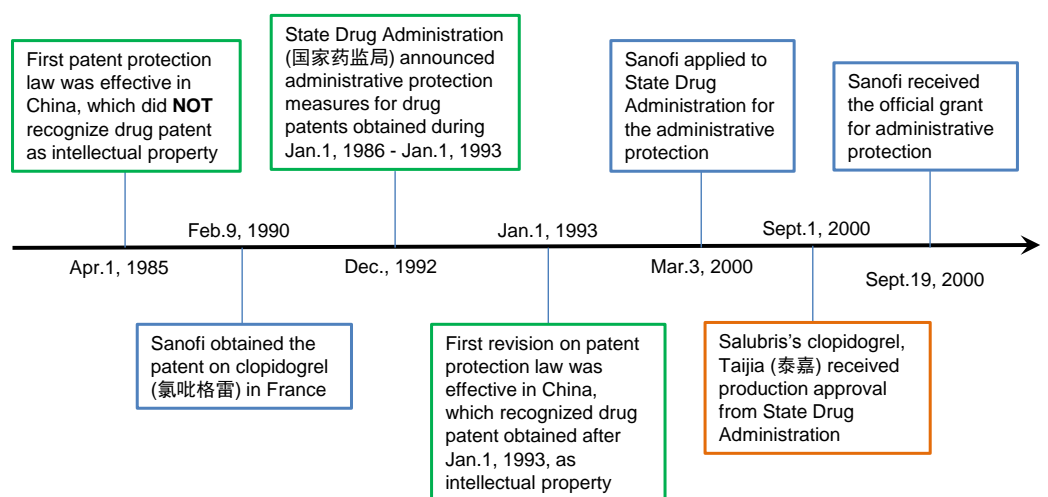 First patent protection
law was effective in
China, which did NOT
recognize drug patent
as intellectual property
State Drug Administration
(国家药监局) announced
administrative protection
measures for drug
patents obtained during
Jan.1, 1986 - Jan.1, 1993
Sanofi applied to
State Drug
Administration for
the administrative
protection
Sanofi received
the official grant
for administrative
protection
Feb.9, 1990
Jan.1, 1993
Sept.1, 2000
Apr.1, 1985
Dec., 1992
Mar.3, 2000
Sept.19, 2000
Sanofi obtained the
patent on clopidogrel
(氯吡格雷) in France
First revision on patent
protection law was
effective in China,
which recognized drug
patent obtained after
Jan.1, 1993, as
intellectual property
Salubris's clopidogrel,
Taijia (泰嘉) received
production approval
from State Drug
Administration